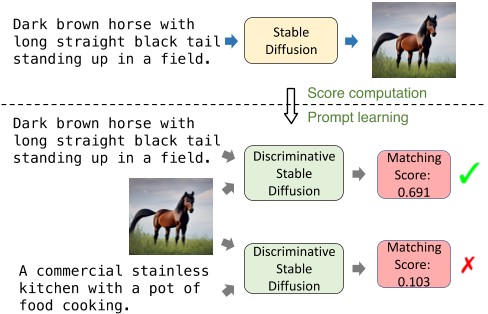 Dark brown horse with
long straight black tail
standing up in a field.
Stable
Diffusion
Score computation
Prompt learning
Dark brown horse with
long straight black tail
standing up in a field.
Discriminative
Stable
Diffusion
Matching
Score:
0.691
Discriminative
Stable
Diffusion
Matching
Score:
0.103
A commercial stainless
kitchen with a pot of
food cooking.